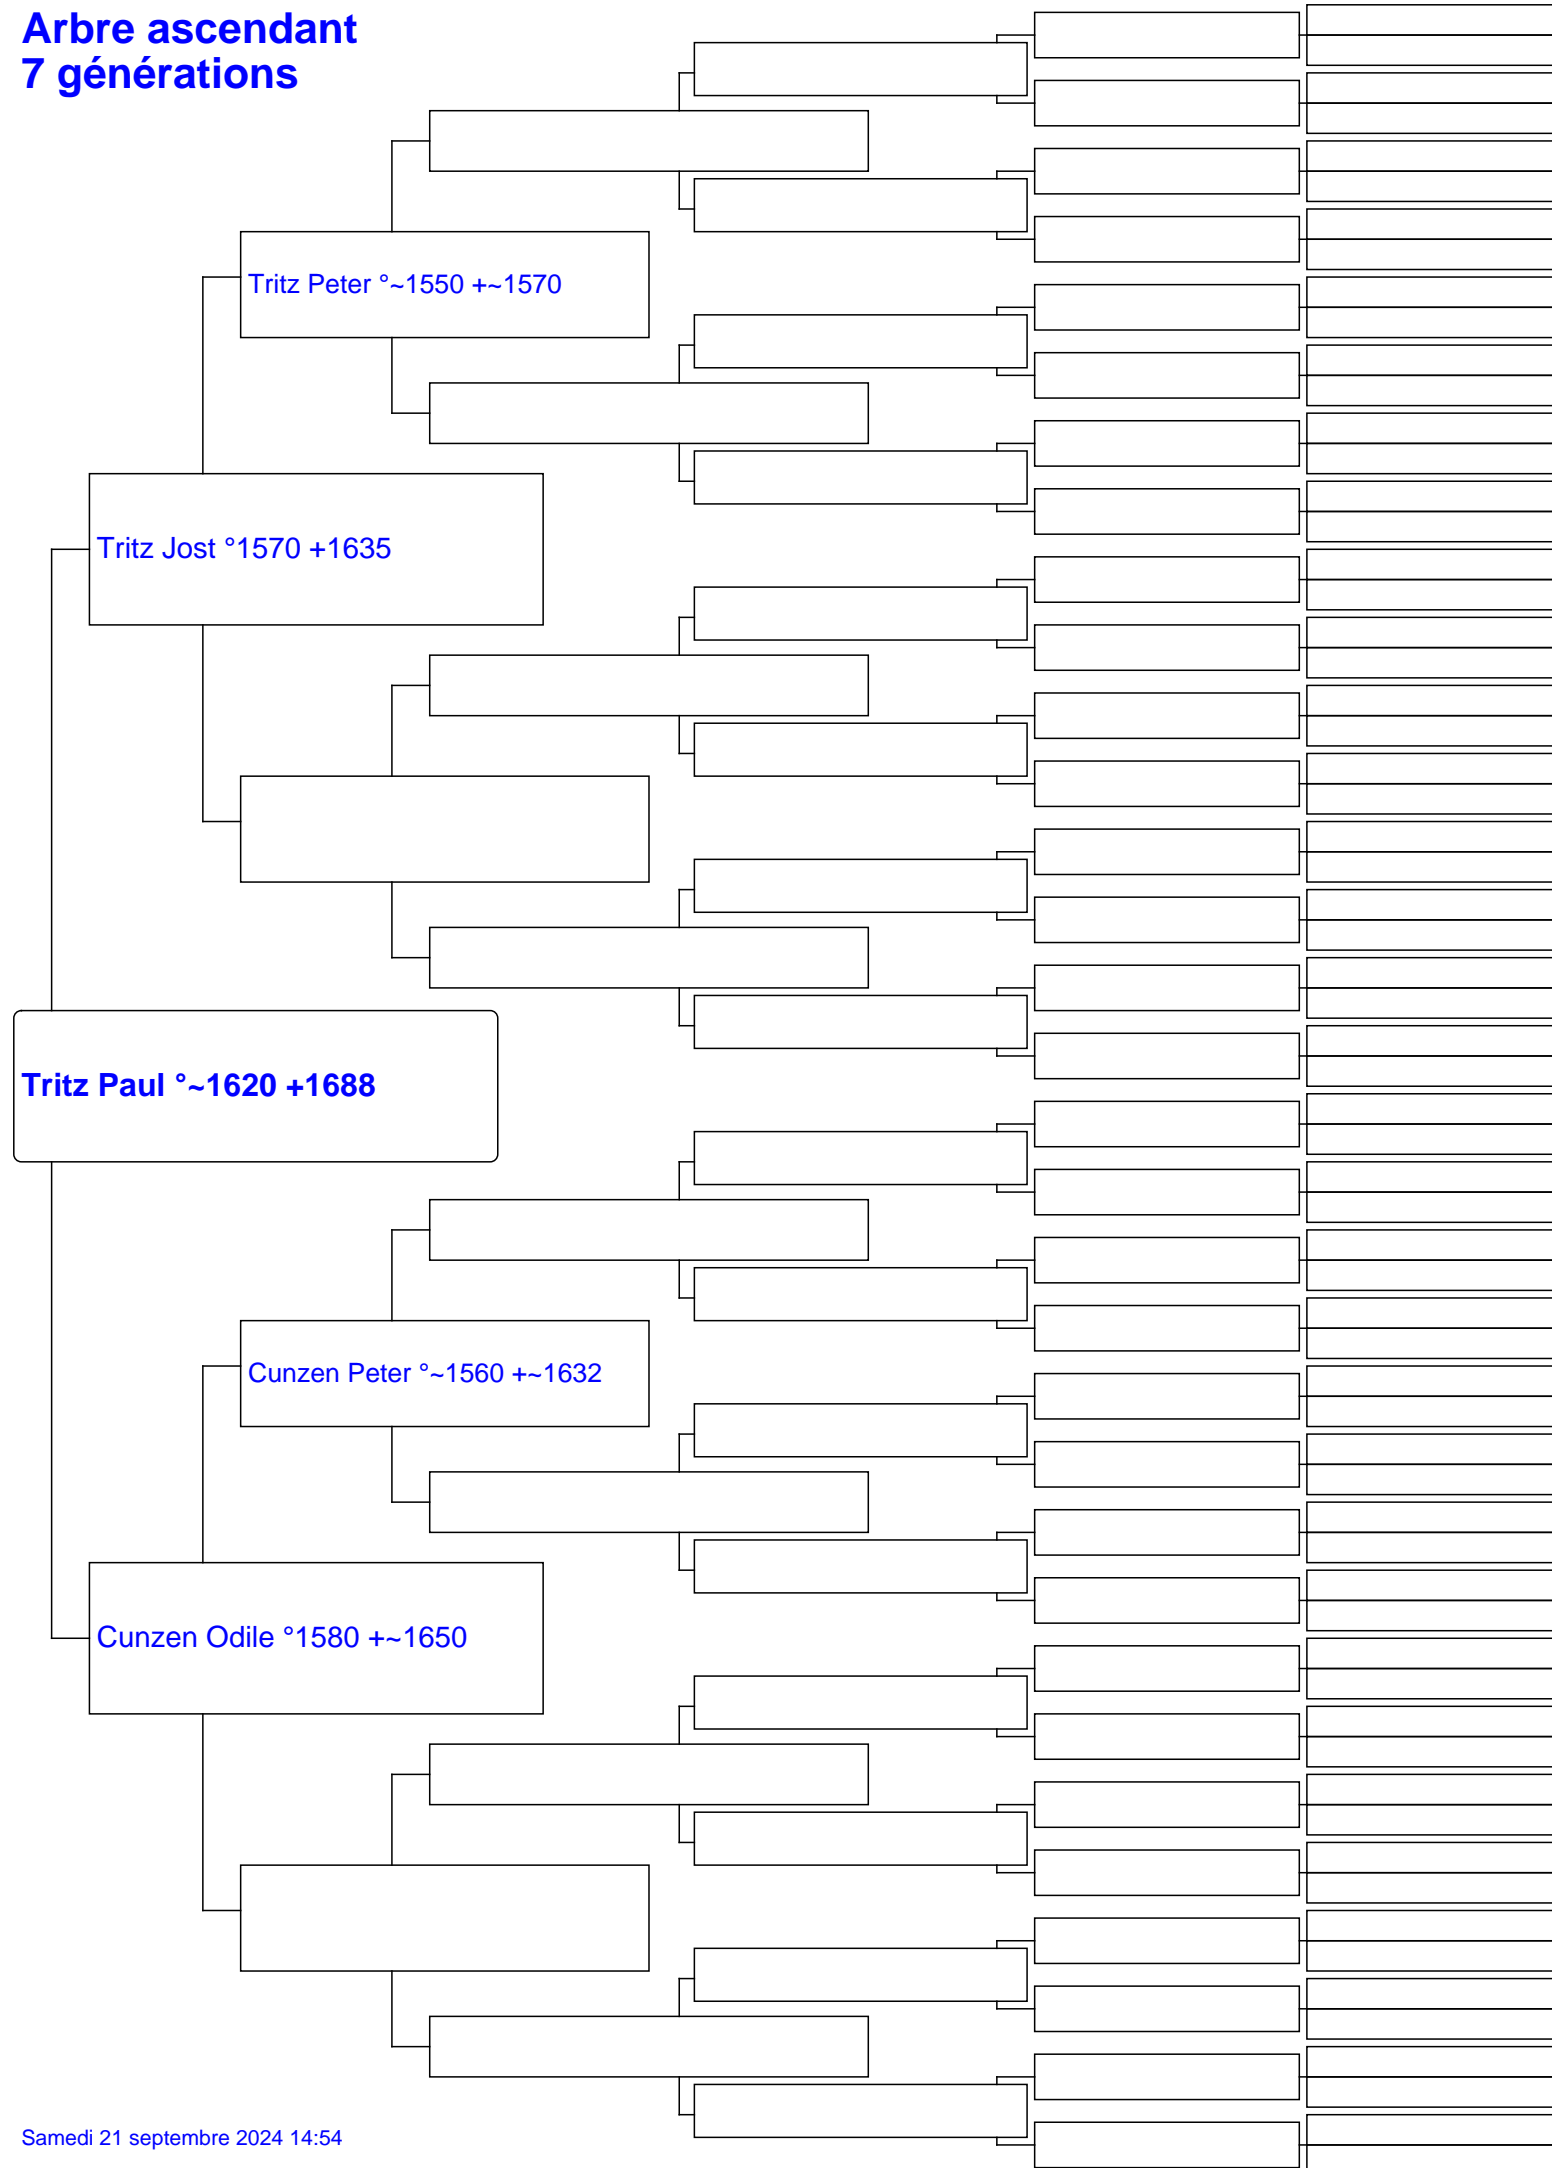 Arbre ascendant
7 générations
Tritz Peter °~1550 +~1570
Tritz Jost °1570 +1635
Tritz Paul °~1620 +1688
Cunzen Peter °~1560 +~1632
Cunzen Odile °1580 +~1650
Samedi 21 septembre 2024 14:54